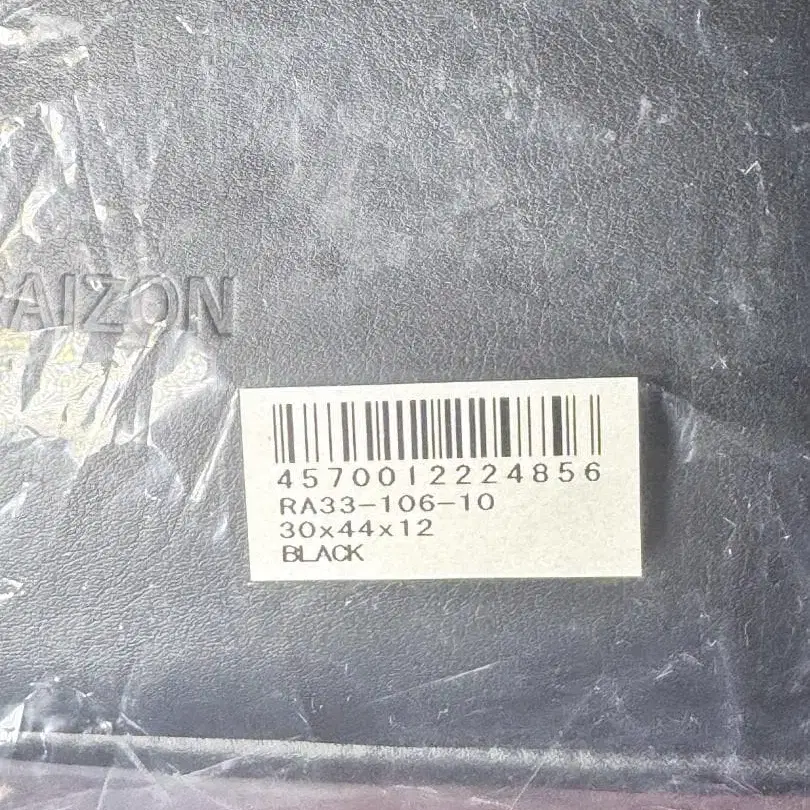 RAIZON
4570012224856
RA33-106-10
30x44x12
BLACK